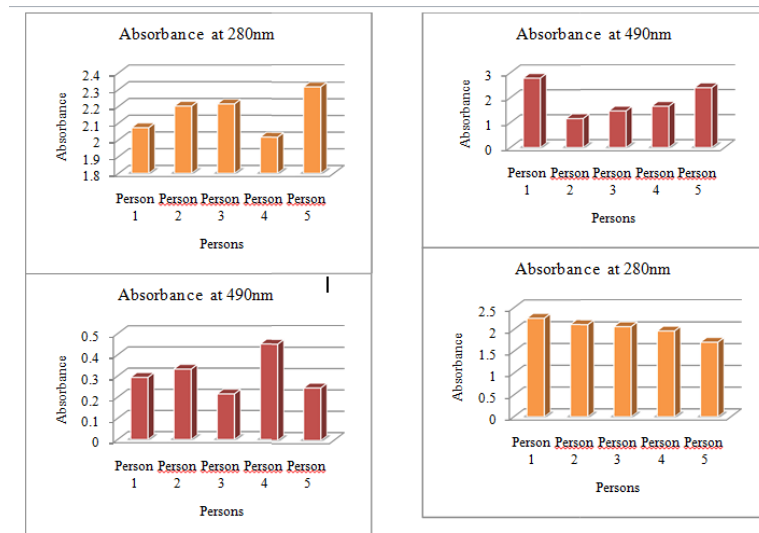 Absorbance at 280nm
Absorbance
2.4
2.3
2.2
2.1
2
1.9
1.8
Person Person Person Person Person
1 2 3 4 5
Persons
Absorbance at 490nm
Absorbance
3
2
1
0
Person Person Person Person Person
1 2 3 4 5
Persons
Absorbance at 490nm
Absorbance
0.5
0.4
0.3
0.2
0.1
0
Person Person Person Person Person
1 2 3 4 5
Persons
Absorbance at 280nm
Absorbance
2.5
2
1.5
1
0.5
0
Person Person Person Person Person
1 2 3 4 5
Persons